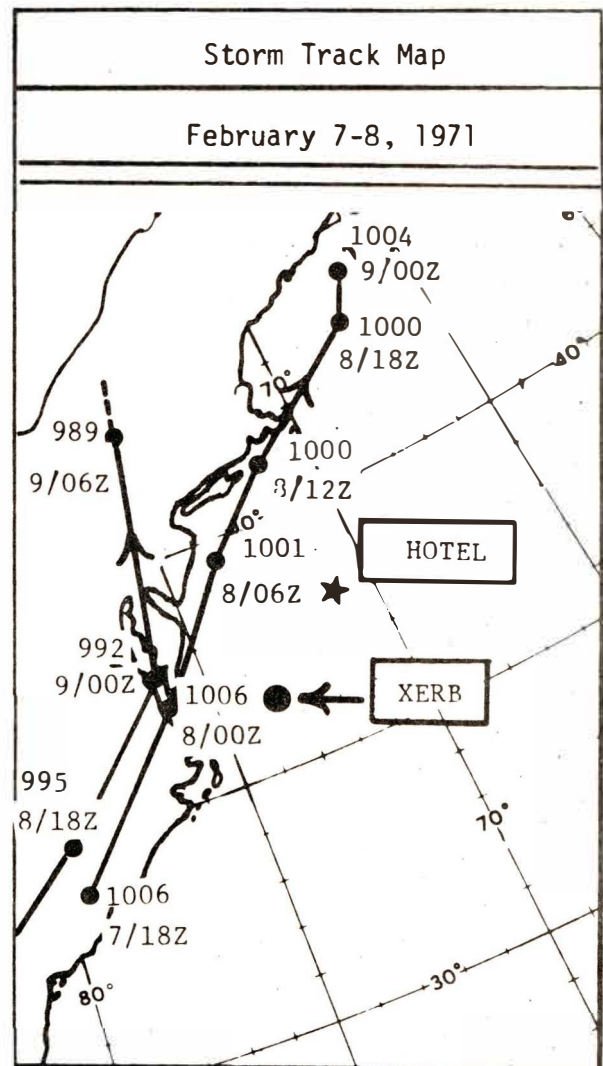 Storm Track Map
February 7-8, 1971
1004
9/00Z
1000
8/18Z
40°
70°
989
9/06Z
1000
8/12Z
1001
8/06Z
HOTEL
992
9/00Z
1006
8/00Z
XERB
995
8/18Z
70°
1006
7/18Z
30°
80°